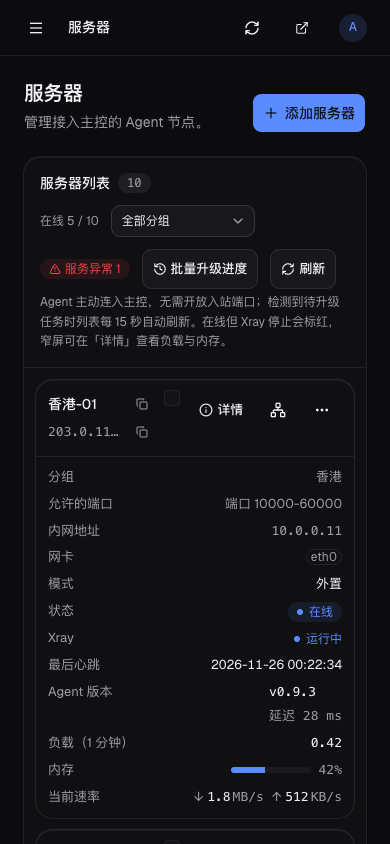 服务器
A
服务器
管理接入主控的 Agent 节点。
添加服务器
服务器列表 10
在线 5 / 10 全部分组
服务异常 1 批量升级进度 刷新
Agent 主动连入主控，无需开放入站端口；检测到待升级
任务时列表每 15 秒自动刷新。在线但 Xray 停止会标红，
窄屏可在「详情」查看负载与内存。
香港-01 详情
203.0.11…
分组 香港
允许的端口 端口 10000-60000
内网地址 10.0.0.11
网卡 eth0
模式 外置
状态 在线
Xray 运行中
最后心跳 2026-11-26 00:22:34
Agent 版本 v0.9.3
延迟 28 ms
负载（1 分钟） 0.42
内存 42%
当前速率 ↓ 1.8 MB/s ↑ 512 KB/s